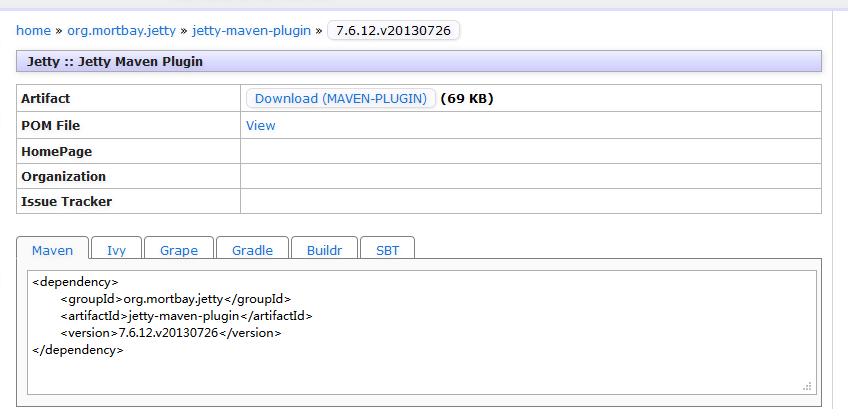 home » org.mortbay.jetty » jetty-maven-plugin » 7.6.12.v20130726
Jetty :: Jetty Maven Plugin
Artifact Download (MAVEN-PLUGIN) (69 KB)
POM File View
HomePage
Organization
Issue Tracker
Maven Ivy Grape Gradle Buildr SBT
<dependency>
<groupId>org.mortbay.jetty</groupId>
<artifactId>jetty-maven-plugin</artifactId>
<version>7.6.12.v20130726</version>
</dependency>